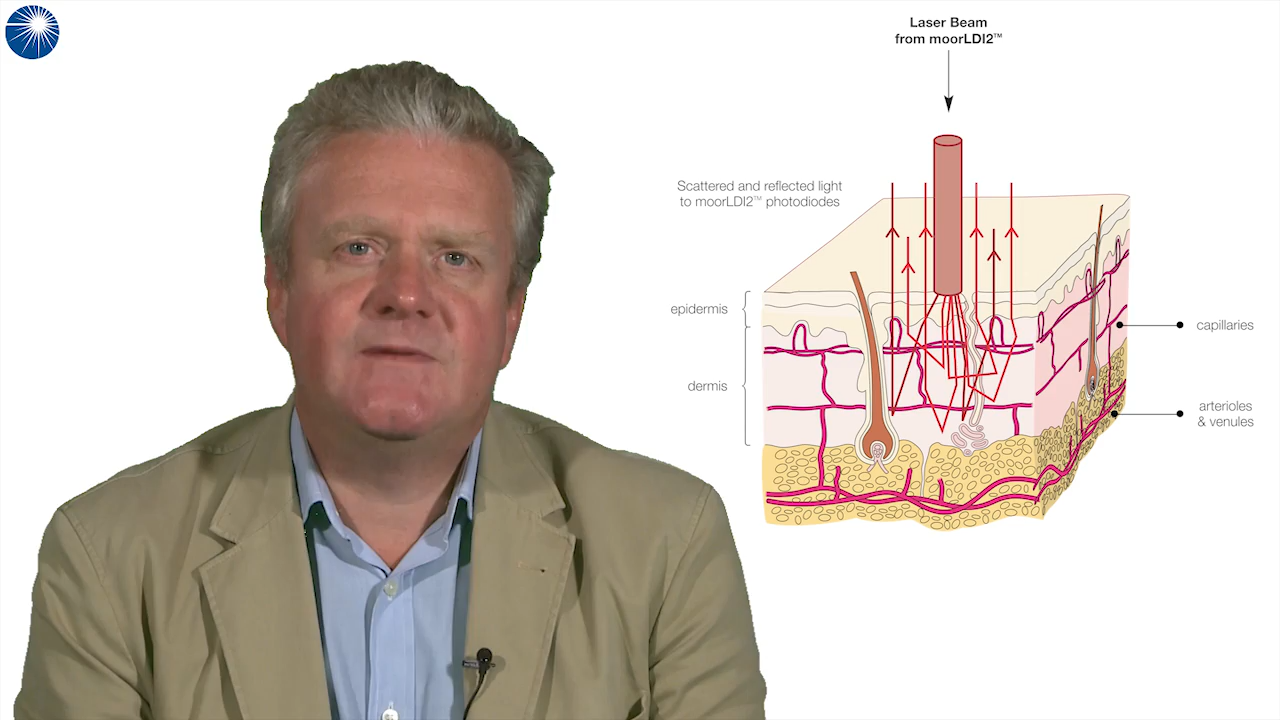 Laser Beam
from moorLDI2™
Scattered and reflected light
to moorLDI2™ photodiodes
epidermis
dermis
capillaries
arterioles
& venules